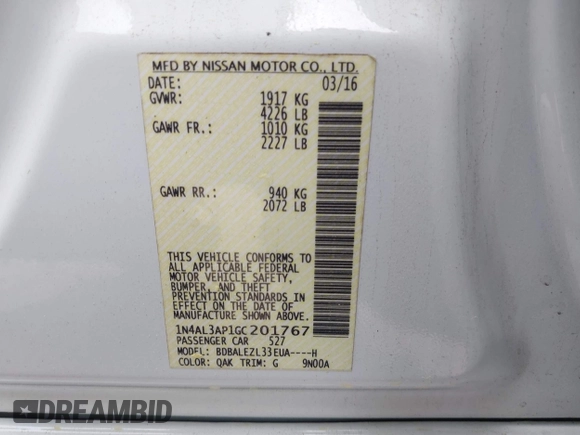 MFD BY NISSAN MOTOR CO., LTD.
DATE: 03/16
GVWR: 1917 KG
4226 LB
GAWR FR.: 1010 KG
2227 LB
GAWR RR.: 940 KG
2072 LB
THIS VEHICLE CONFORMS TO
ALL APPLICABLE FEDERAL
MOTOR VEHICLE SAFETY,
BUMPER, AND THEFT
PREVENTION STANDARDS IN
EFFECT ON THE DATE OF
MANUFACTURE SHOWN ABOVE.
1N4AL3AP1GC201767
PASSENGER CAR S27
MODEL: BDBALEZL33EUA----H
COLOR: QAK TRIM: G 9N00A
DREAMBID